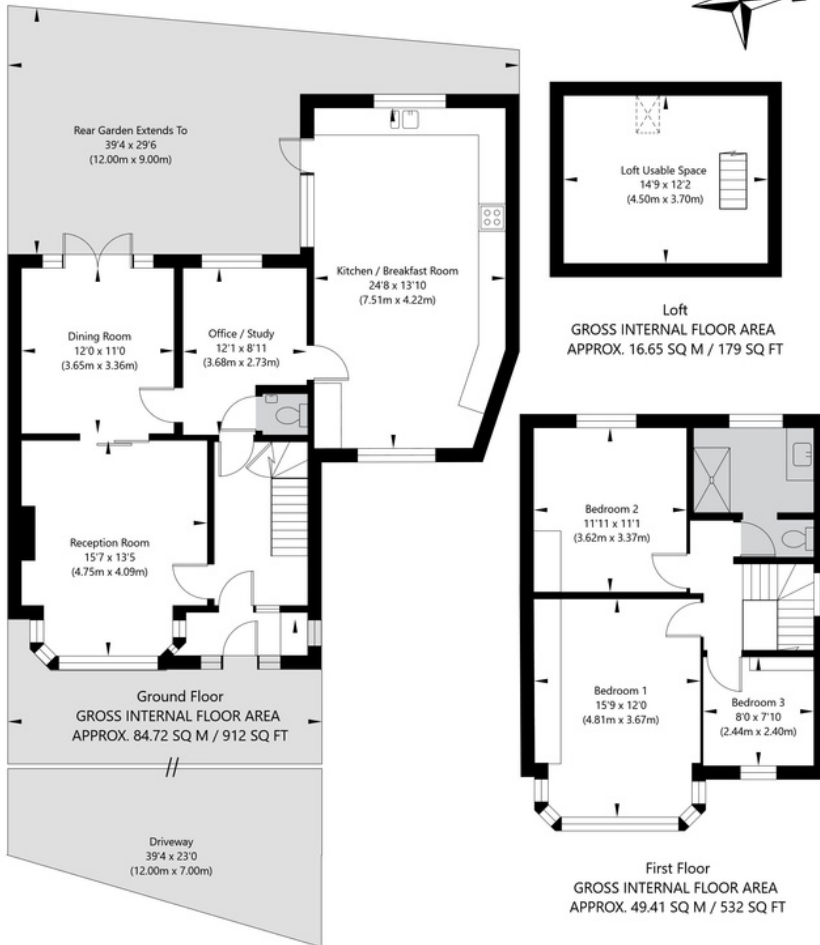 Rear Garden Extends To
39'4 x 29'6
(12.00m x 9.00m)
Kitchen / Breakfast Room
24'8 x 13'10
(7.51m x 4.22m)
Dining Room
12'0 x 11'0
(3.65m x 3.36m)
Office / Study
12'1 x 8'11
(3.68m x 2.73m)
Reception Room
15'7 x 13'5
(4.75m x 4.09m)
Ground Floor
GROSS INTERNAL FLOOR AREA
APPROX. 84.72 SQ M / 912 SQ FT
Driveway
39'4 x 23'0
(12.00m x 7.00m)
Loft Usable Space
14'9 x 12'2
(4.50m x 3.70m)
Loft
GROSS INTERNAL FLOOR AREA
APPROX. 16.65 SQ M / 179 SQ FT
Bedroom 2
11'11 x 11'1
(3.62m x 3.37m)
Bedroom 1
15'9 x 12'0
(4.81m x 3.67m)
Bedroom 3
8'0 x 7'10
(2.44m x 2.40m)
First Floor
GROSS INTERNAL FLOOR AREA
APPROX. 49.41 SQ M / 532 SQ FT